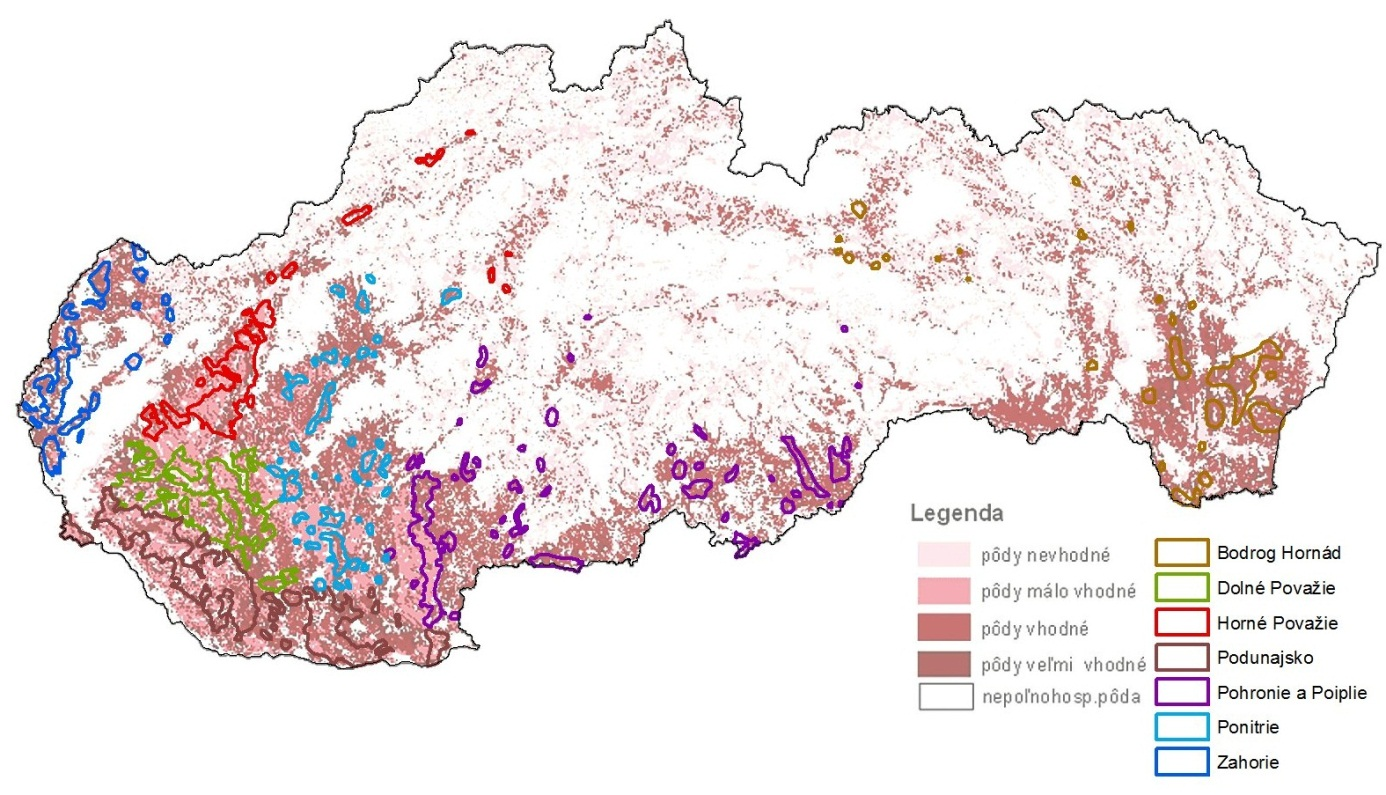 Legenda
pôdy nevhodné
pôdy málo vhodné
pôdy vhodné
pôdy veľmi vhodné
nepoľnohosp.pôda
Bodrog Hornád
Dolné Považie
Horné Považie
Podunajsko
Pohronie a Poiplie
Ponitrie
Zahorie